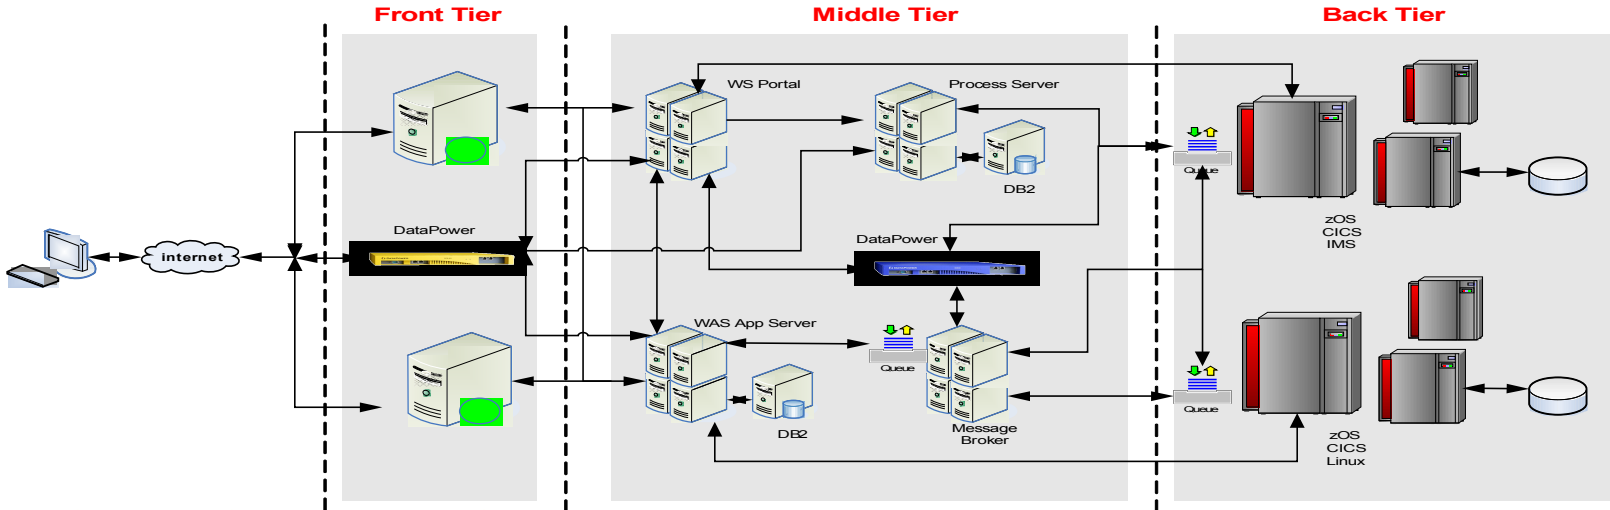 Front Tier
Middle Tier
Back Tier
WS Portal
Process Server
DB2
Queue
zOS
CICS
IMS
internet
DataPower
DataPower
WAS App Server
Queue
DB2
Message
Broker
Queue
zOS
CICS
Linux